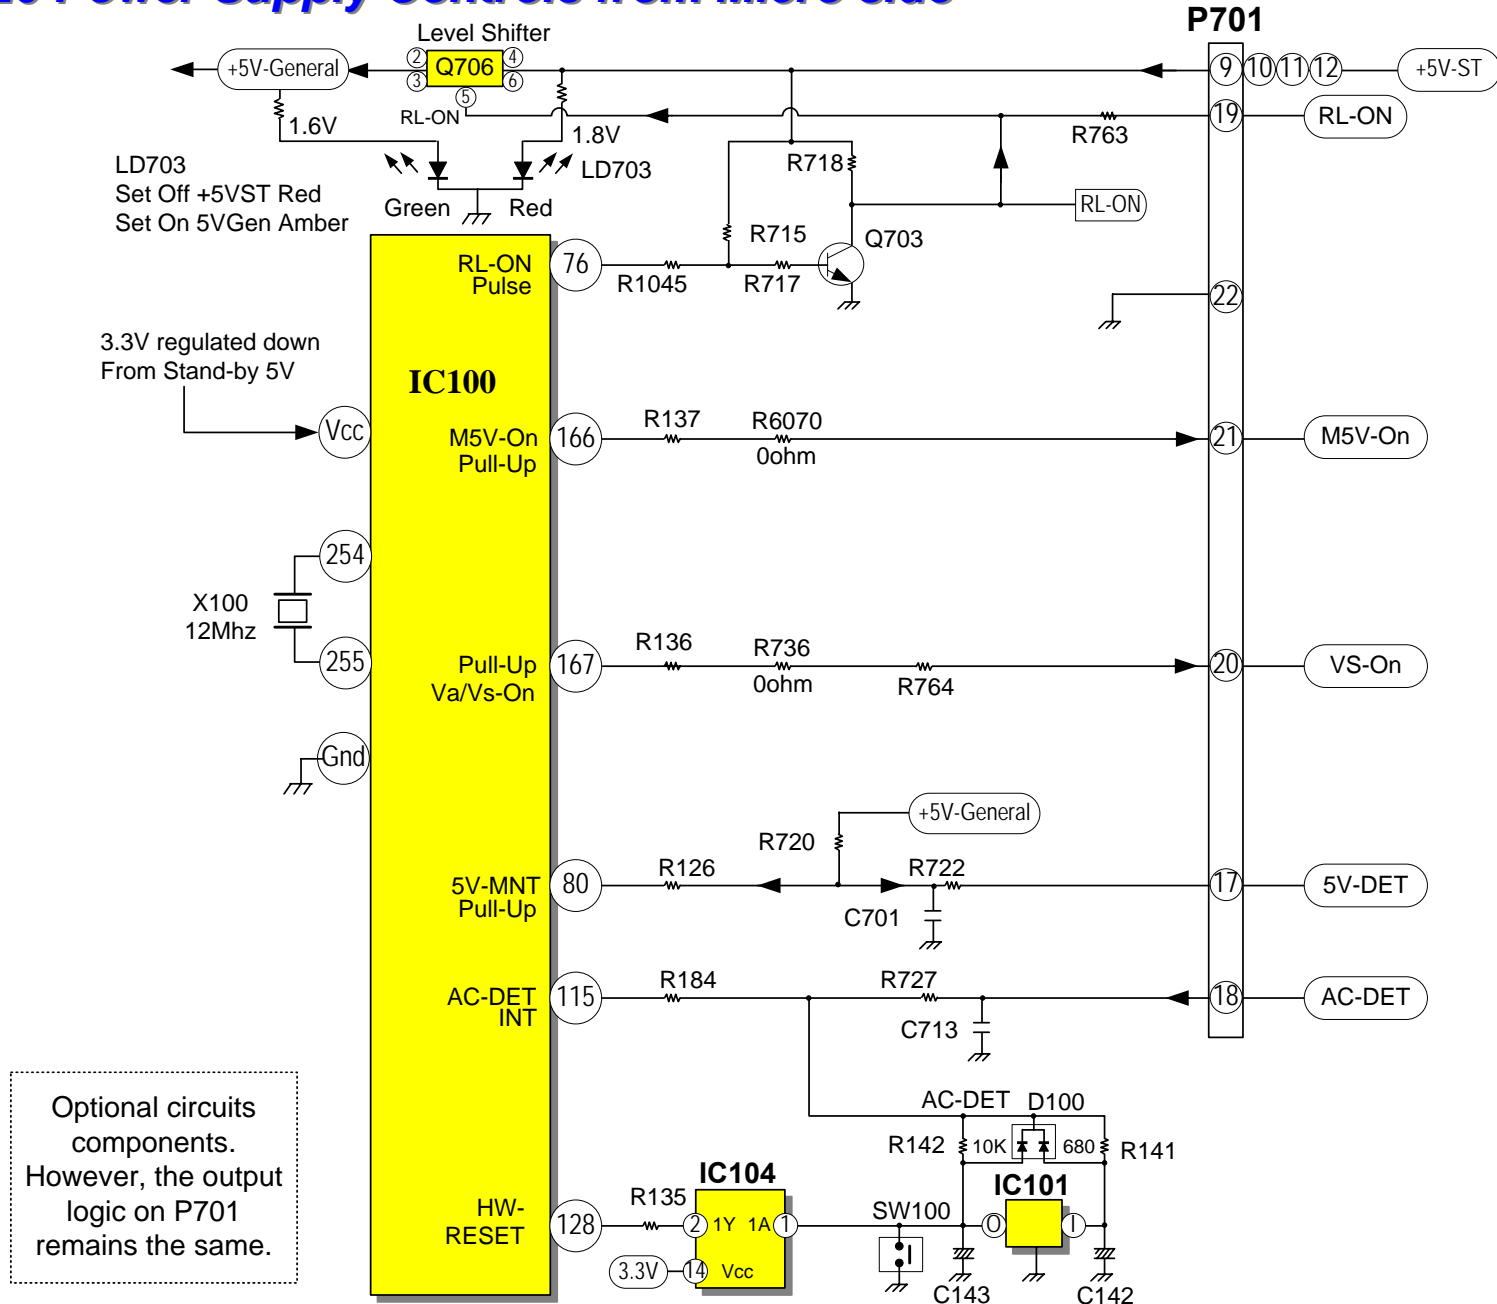 Power Supply Controls from Micro Side
P701
Level Shifter
+5V-General
2
3
Q706
4
6
5
RL-ON
9
10
11
12
+5V-ST
19
RL-ON
R763
1.6V
1.8V
LD703
Set Off +5VST Red
Set On 5VGen Amber
LD703
Green
Red
R718
RL-ON
R715
Q703
RL-ON
Pulse
76
R1045
R717
22
3.3V regulated down
From Stand-by 5V
IC100
Vcc
M5V-On
Pull-Up
166
R137
R6070
0ohm
21
M5V-On
254
X100
12Mhz
255
Pull-Up
Va/Vs-On
167
R136
R736
0ohm
R764
20
VS-On
Gnd
+5V-General
R720
5V-MNT
Pull-Up
80
R126
R722
C701
17
5V-DET
AC-DET
INT
115
R184
R727
C713
18
AC-DET
Optional circuits
components.
However, the output
logic on P701
remains the same.
AC-DET
D100
R142
10K
680
R141
IC104
IC101
HW-
RESET
128
R135
2
1Y
1A
1
SW100
O
I
3.3V
14
Vcc
C143
C142